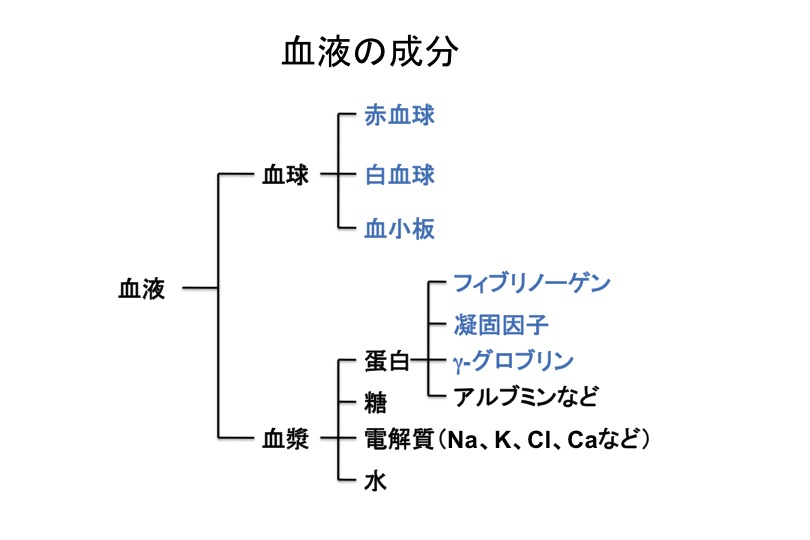 血液の成分
赤血球
血球
白血球
血小板
血液
フィブリノーゲン
凝固因子
蛋白
γ-グロブリン
アルブミンなど
糖
血漿
電解質(Na、K、Cl、Caなど)
水